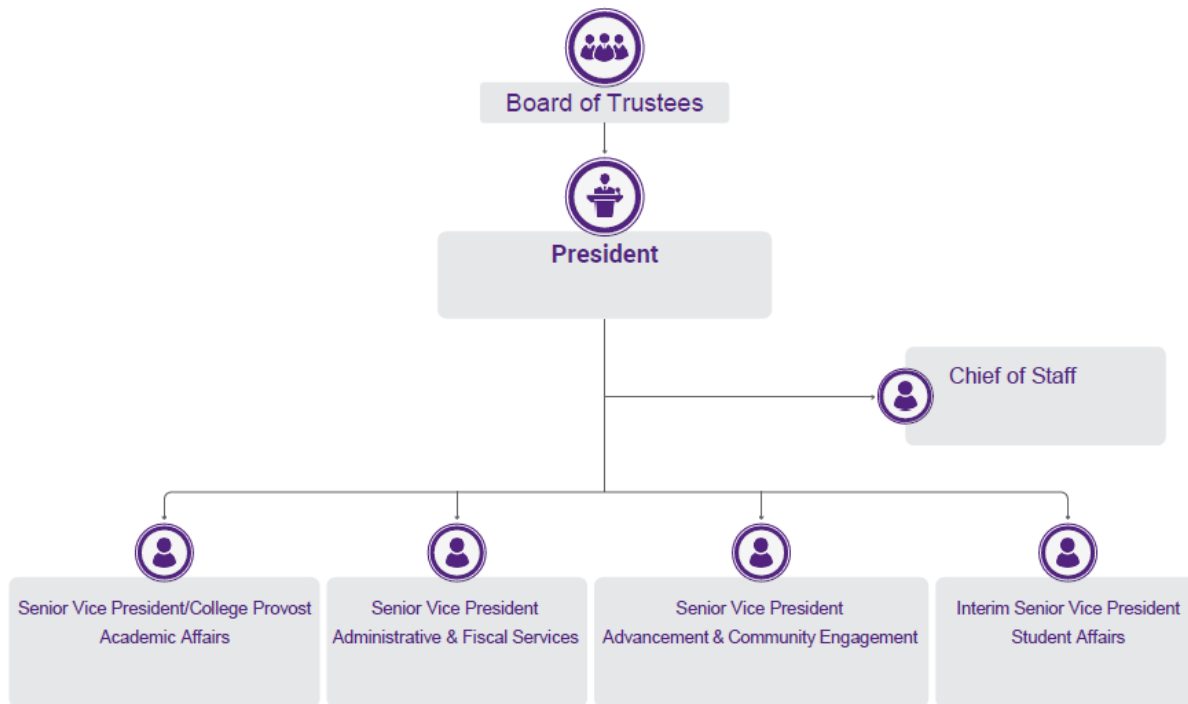 Board of Trustees
President
Chief of Staff
Senior Vice President/College Provost
Academic Affairs
Senior Vice President
Administrative & Fiscal Services
Senior Vice President
Advancement & Community Engagement
Interim Senior Vice President
Student Affairs